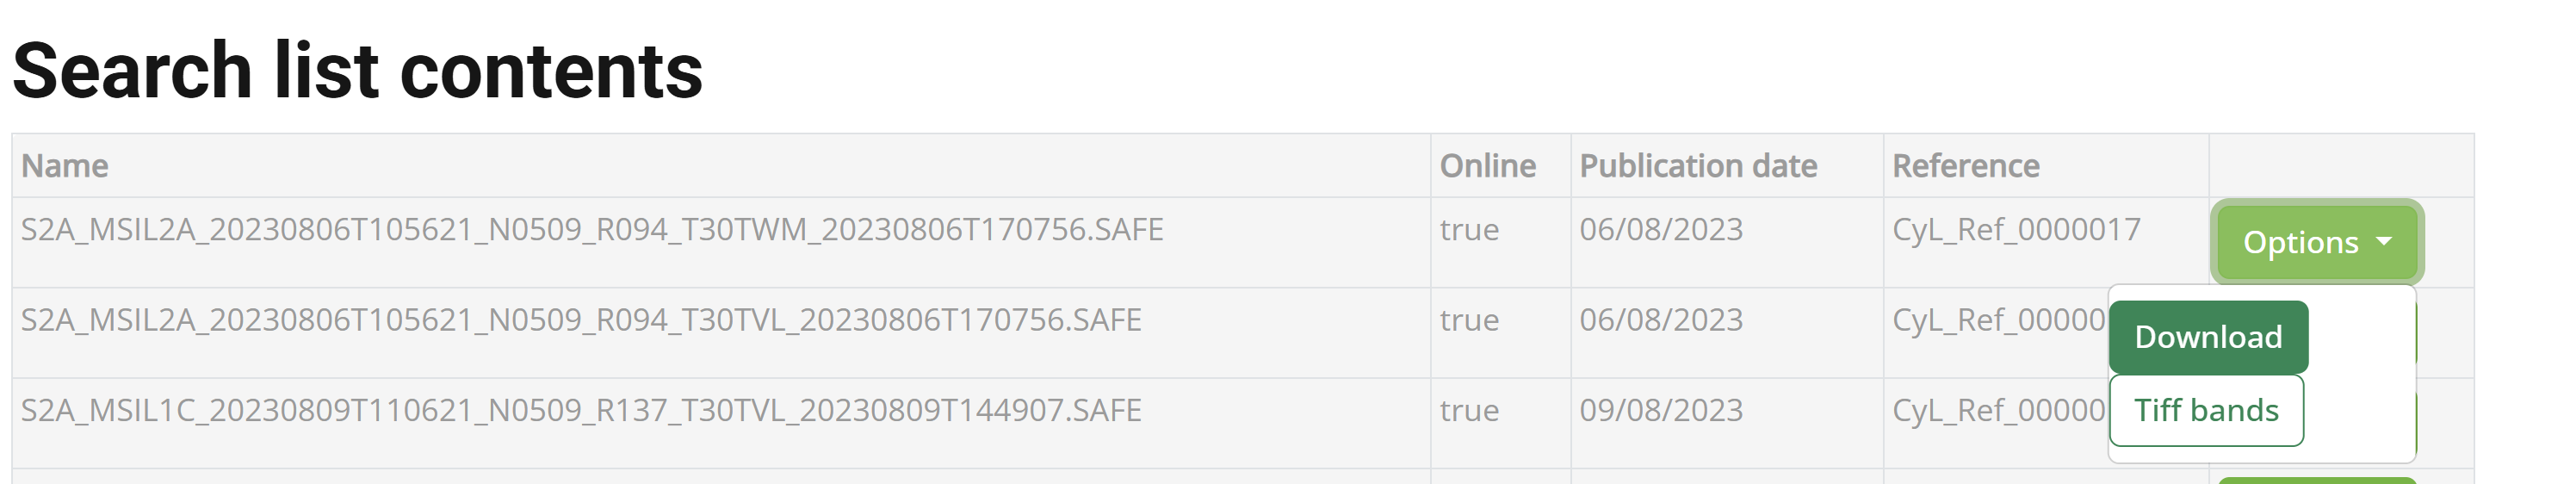 Search list contents
Name Online Publication date Reference
S2A_MSIL2A_20230806T105621_N0509_R094_T30TWM_20230806T170756.SAFE true 06/08/2023 CyL_Ref_0000017 Options
S2A_MSIL2A_20230806T105621_N0509_R094_T30TVL_20230806T170756.SAFE true 06/08/2023 CyL_Ref_00000 Download
S2A_MSIL1C_20230809T110621_N0509_R137_T30TVL_20230809T144907.SAFE true 09/08/2023 CyL_Ref_00000 Tiff bands